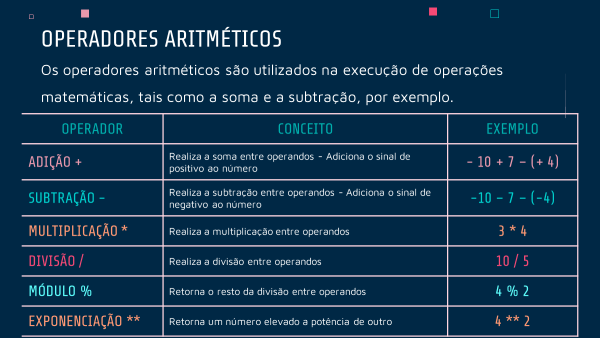 OPERADORES ARITMÉTICOS
Os operadores aritméticos são utilizados na execução de operações
matemáticas, tais como a soma e a subtração, por exemplo.
OPERADOR CONCEITO EXEMPLO
ADIÇÃO + Realiza a soma entre operandos - Adiciona o sinal de
positivo ao número - 10 + 7 - (+ 4)
SUBTRAÇÃO - Realiza a subtração entre operandos - Adiciona o sinal de
negativo ao número -10 - 7 - (-4)
MULTIPLICAÇÃO * Realiza a multiplicação entre operandos 3 * 4
DIVISÃO / Realiza a divisão entre operandos 10 / 5
MÓDULO % Retorna o resto da divisão entre operandos 4 % 2
EXPONENCIAÇÃO ** Retorna um número elevado a potência de outro 4 ** 2